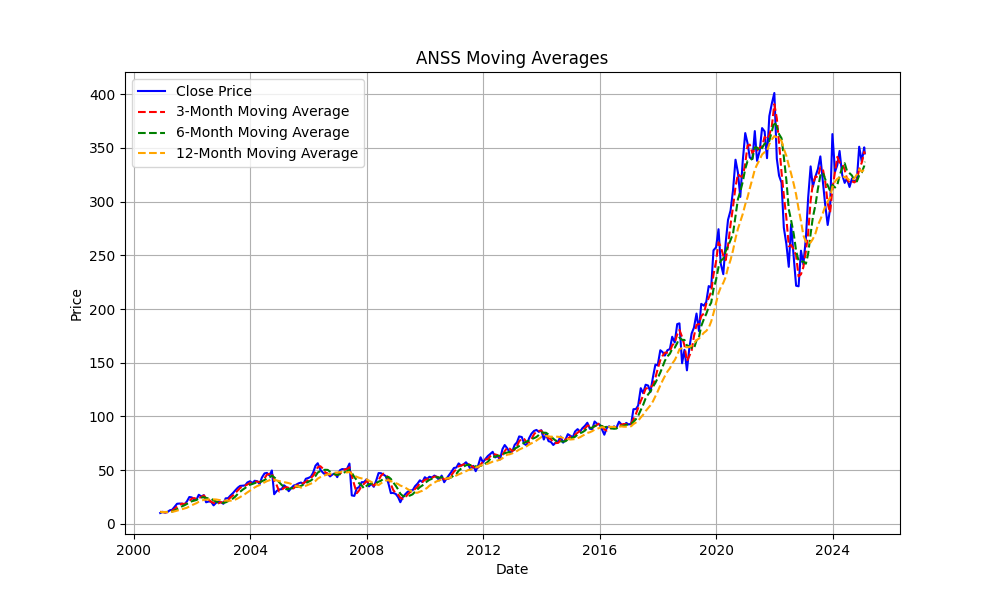 ANSS Moving Averages
Close Price
3-Month Moving Average
6-Month Moving Average
12-Month Moving Average
400
350
300
250
200
150
100
50
0
Price
2000 2004 2008 2012 2016 2020 2024
Date